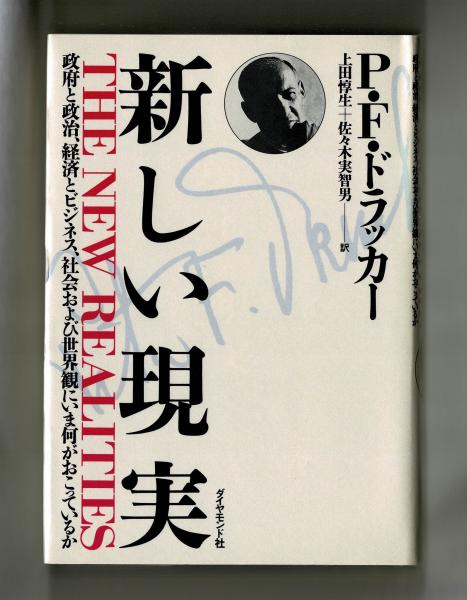 P・F・ドラッカー
上田惇生+佐々木実智男――訳
新しい現実
THE NEW REALITIES
政府と政治、経済とビジネス、社会および世界観にいま何がおこっているか
ダイヤモンド社